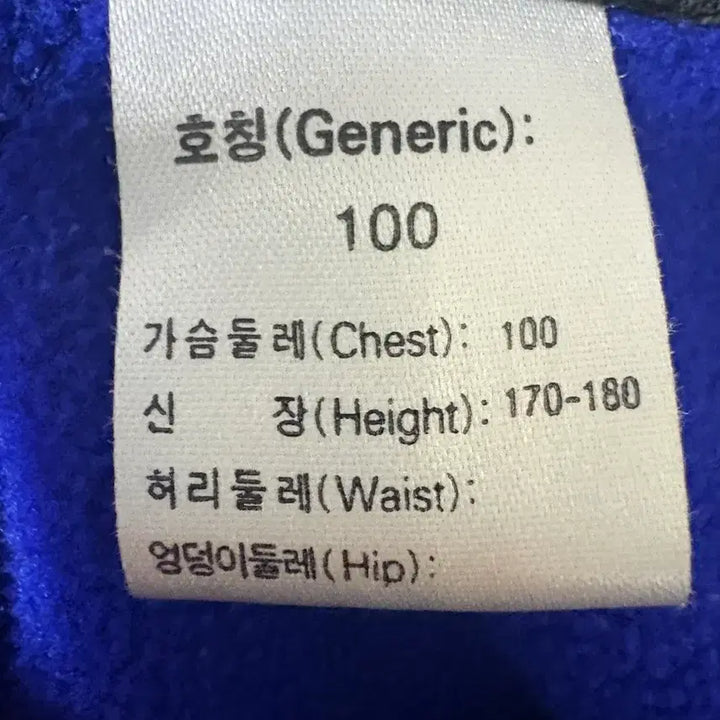 호칭(Generic):
100
가슴둘레(Chest): 100
신 장(Height): 170-180
허리둘레(Waist):
엉덩이둘레(Hip):